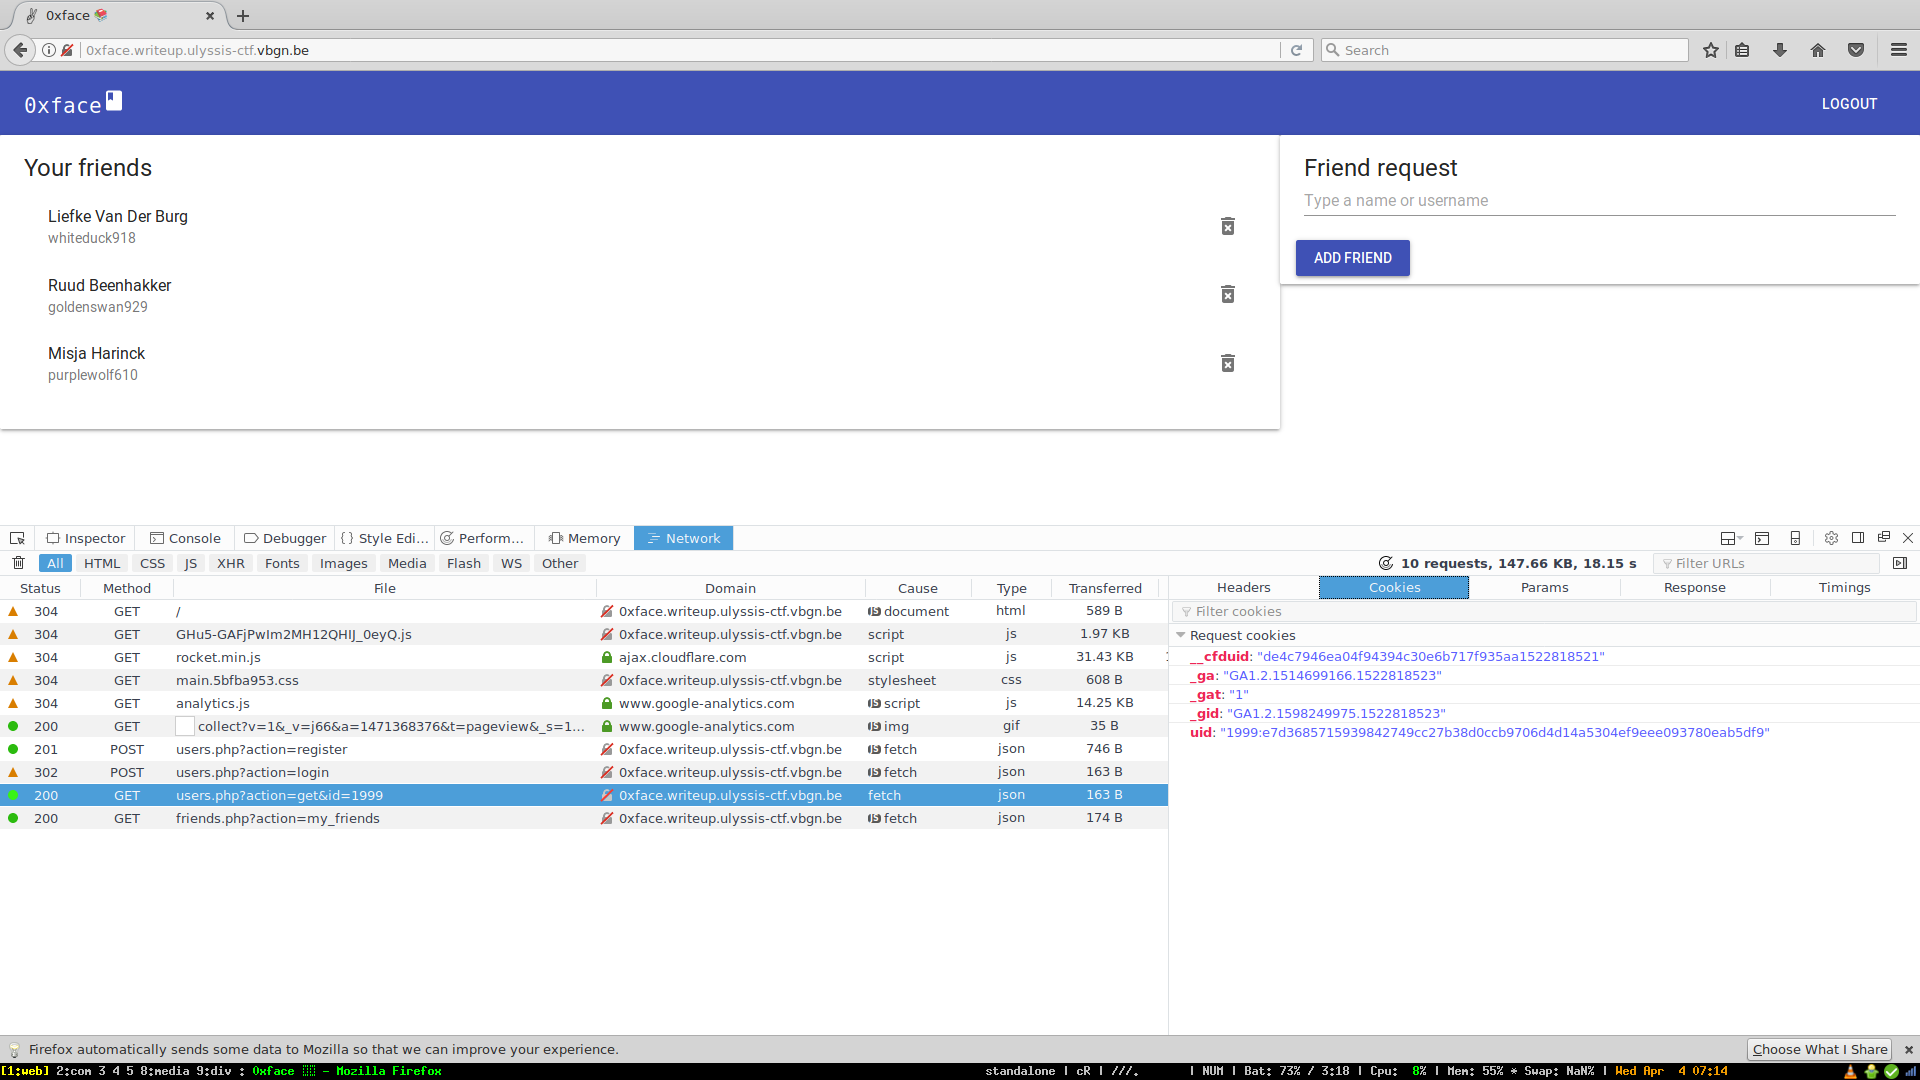 0xface 📚
0xface.writeup.ulyssis-ctf.vbgn.be
Search
0xface
LOGOUT
Your friends
Liefke Van Der Burg
whiteduck918
Ruud Beenhakker
goldenswan929
Misja Harinck
purplewolf610
Friend request
Type a name or username
ADD FRIEND
Inspector Console Debugger Style Edi... Perform... Memory Network
All HTML CSS JS XHR Fonts Images Media Flash WS Other
10 requests, 147.66 KB, 18.15 s
Filter URLs
Status Method File Domain Cause Type Transferred
304 GET / 0xface.writeup.ulyssis-ctf.vbgn.be JS document html 589 B
304 GET GHu5-GAFjPwIm2MH12QHIJ_0eyQ.js 0xface.writeup.ulyssis-ctf.vbgn.be script js 1.97 KB
304 GET rocket.min.js ajax.cloudflare.com script js 31.43 KB
304 GET main.5bfba953.css 0xface.writeup.ulyssis-ctf.vbgn.be stylesheet css 608 B
304 GET analytics.js www.google-analytics.com JS script js 14.25 KB
200 GET collect?v=1&_v=j66&a=1471368376&t=pageview&_s=1... www.google-analytics.com JS img gif 35 B
201 POST users.php?action=register 0xface.writeup.ulyssis-ctf.vbgn.be JS fetch json 746 B
302 POST users.php?action=login 0xface.writeup.ulyssis-ctf.vbgn.be JS fetch json 163 B
200 GET users.php?action=get&id=1999 0xface.writeup.ulyssis-ctf.vbgn.be fetch json 163 B
200 GET friends.php?action=my_friends 0xface.writeup.ulyssis-ctf.vbgn.be JS fetch json 174 B
Headers Cookies Params Response Timings
Filter cookies
Request cookies
__cfduid: "de4c7946ea04f94394c30e6b717f935aa1522818521"
_ga: "GA1.2.1514699166.1522818523"
_gat: "1"
_gid: "GA1.2.1598249975.1522818523"
uid: "1999:e7d3685715939842749cc27b38d0ccb9706d4d14a5304ef9eee093780eab5df9"
Firefox automatically sends some data to Mozilla so that we can improve your experience.
Choose What I Share
[1:web] 2:com 3 4 5 8:media 9:div : 0xface - Mozilla Firefox
standalone | cR | ///. | NUM | Bat: 73% / 3:18 | Cpu: 8% | Mem: 55% * Swap: NaN% | Wed Apr 4 07:14